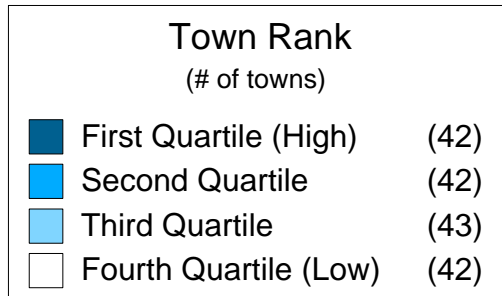 Town Rank
(# of towns)
First Quartile (High) (42)
Second Quartile (42)
Third Quartile (43)
Fourth Quartile (Low) (42)